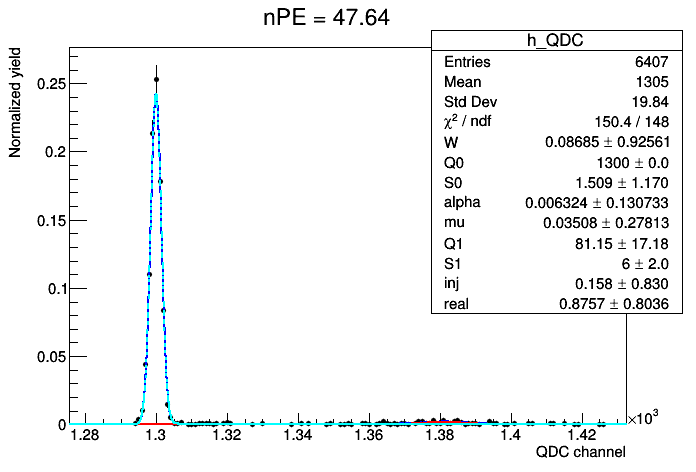 nPE = 47.64
h_QDC
Entries 6407
Mean 1305
Std Dev 19.84
χ² / ndf 150.4 / 148
W 0.08685 ± 0.92561
Q0 1300 ± 0.0
S0 1.509 ± 1.170
alpha 0.006324 ± 0.130733
mu 0.03508 ± 0.27813
Q1 81.15 ± 17.18
S1 6 ± 2.0
inj 0.158 ± 0.830
real 0.8757 ± 0.8036
Normalized yield
0.25
0.2
0.15
0.1
0.05
0
1.28 1.3 1.32 1.34 1.36 1.38 1.4 1.42
×10³
QDC channel